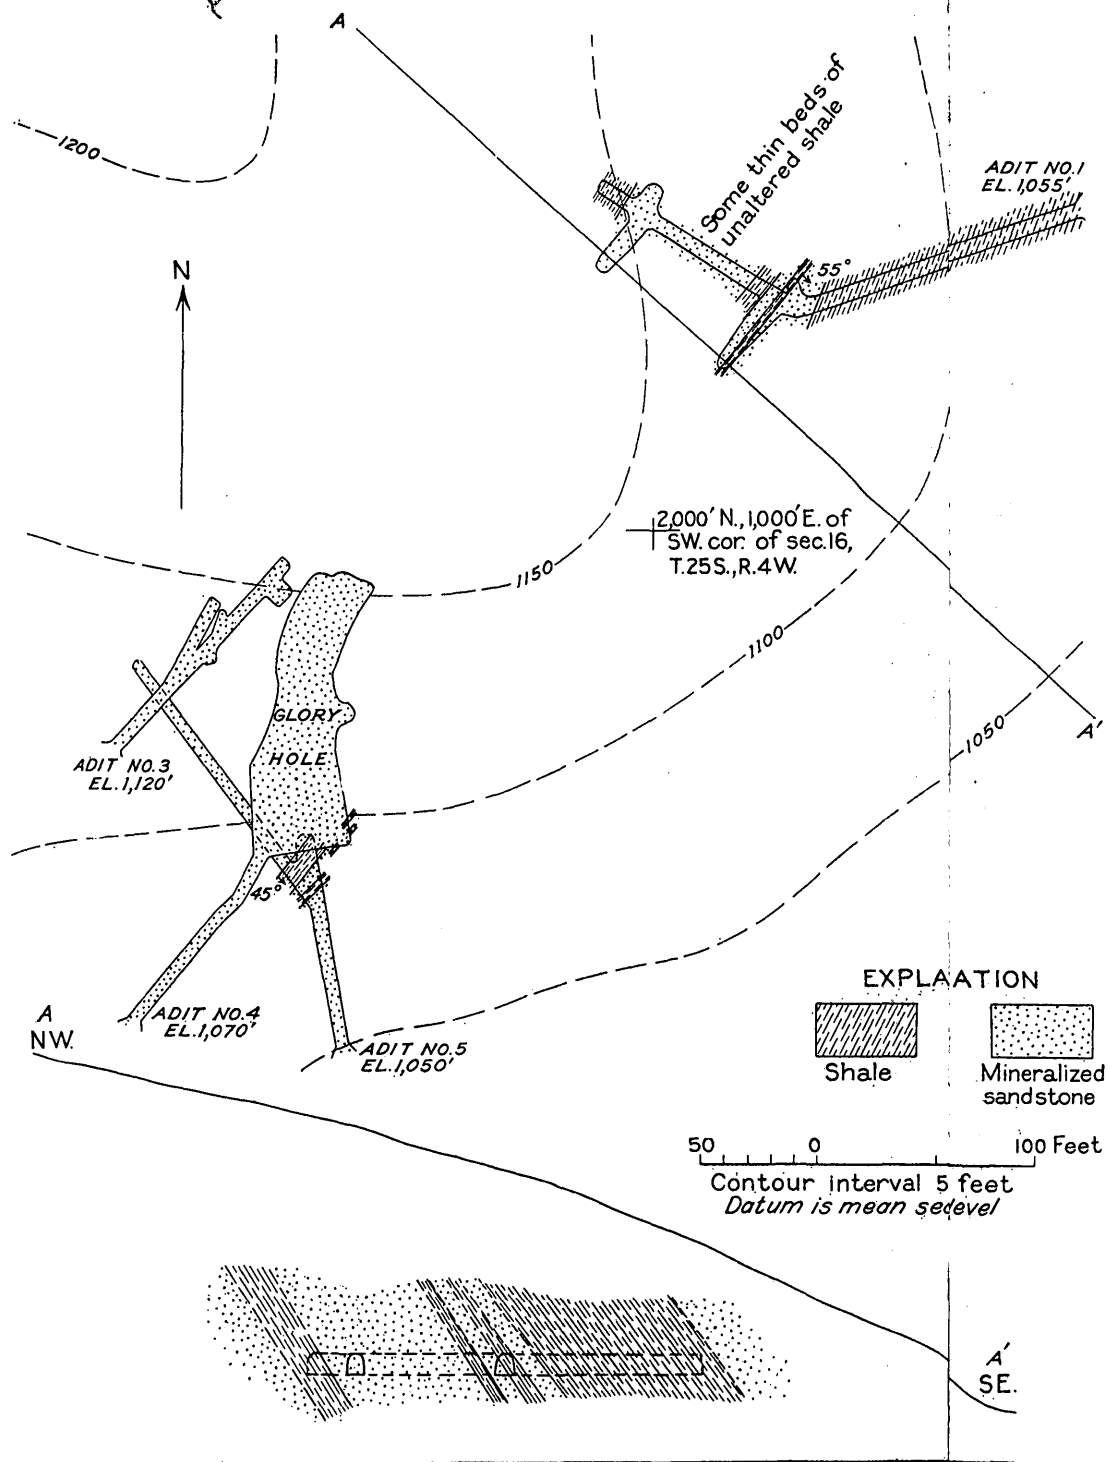 A
1200
Some thin beds of
unaltered shale
ADIT NO.1
EL. 1,055'
55°
N
2,000' N., 1,000' E. of
SW. cor. of sec.16,
T.25S., R.4W.
1150
1100
1050
A'
GLORY
HOLE
ADIT NO.3
EL. 1,120'
45°
ADIT NO.4
EL. 1,070'
ADIT NO.5
EL. 1,050'
A
NW.
EXPLAATION
Shale
Mineralized
sandstone
50 0 100 Feet
Contour interval 5 feet
Datum is mean seaevel
A'
SE.